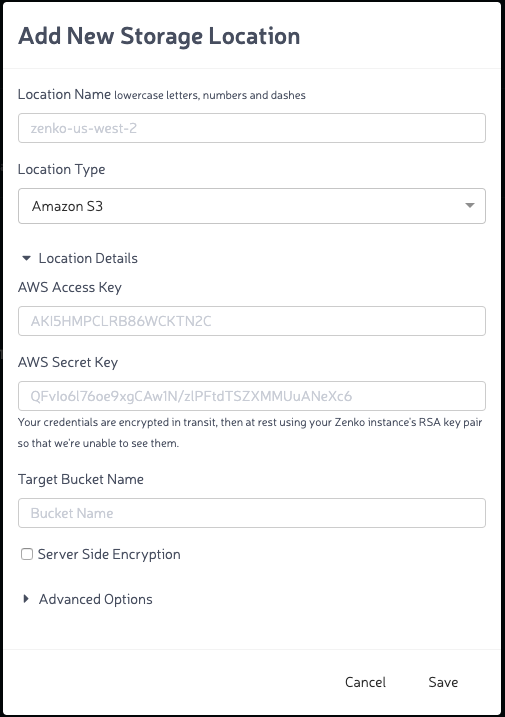 Add New Storage Location
Location Name lowercase letters, numbers and dashes
zenko-us-west-2
Location Type
Amazon S3
Location Details
AWS Access Key
AKI5HMPCLRB86WCKTN2C
AWS Secret Key
QFvIo6l76oe9xgCAw1N/zlPFtdTSZXMMUuANeXc6
Your credentials are encrypted in transit, then at rest using your Zenko instance's RSA key pair
so that we're unable to see them.
Target Bucket Name
Bucket Name
Server Side Encryption
Advanced Options
Cancel Save